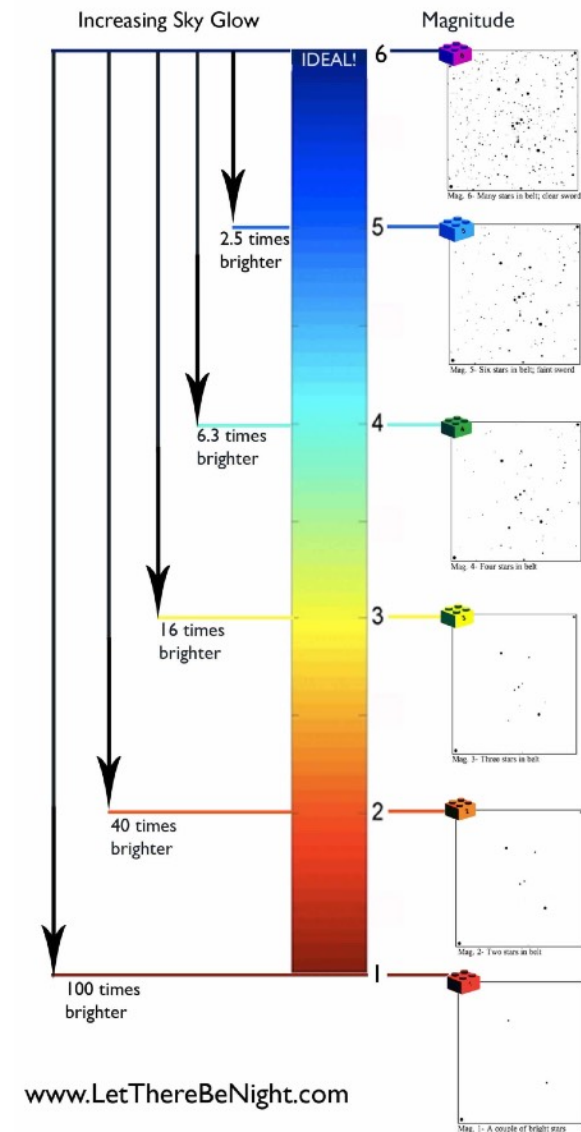 Increasing Sky Glow
Magnitude
IDEAL!
6
Mag. 6- Many stars in belt; clear sword
5
5
2.5 times
brighter
Mag. 5- Six stars in belt; faint sword
4
6.3 times
brighter
Mag. 4- Four stars in belt
3
16 times
brighter
Mag. 3- Three stars in belt
2
40 times
brighter
Mag. 2- Two stars in belt
1
100 times
brighter
www.LetThereBeNight.com
Mag. 1- A couple of bright stars